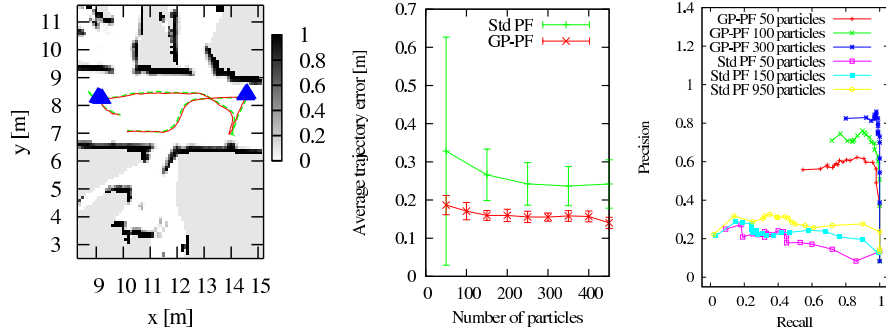 11
10
9
8
7
6
5
4
3
y [m]
9 10 11 12 13 14 15
x [m]
1
0.8
0.6
0.4
0.2
0
0.7
0.6
0.5
0.4
0.3
0.2
0.1
0
Average trajectory error [m]
Std PF
GP-PF
0 100 200 300 400
Number of particles
1.4
1.2
1
0.8
0.6
0.4
0.2
0
Precision
GP-PF 50 particles
GP-PF 100 particles
GP-PF 300 particles
Std PF 50 particles
Std PF 150 particles
Std PF 950 particles
0 0.2 0.4 0.6 0.8 1
Recall